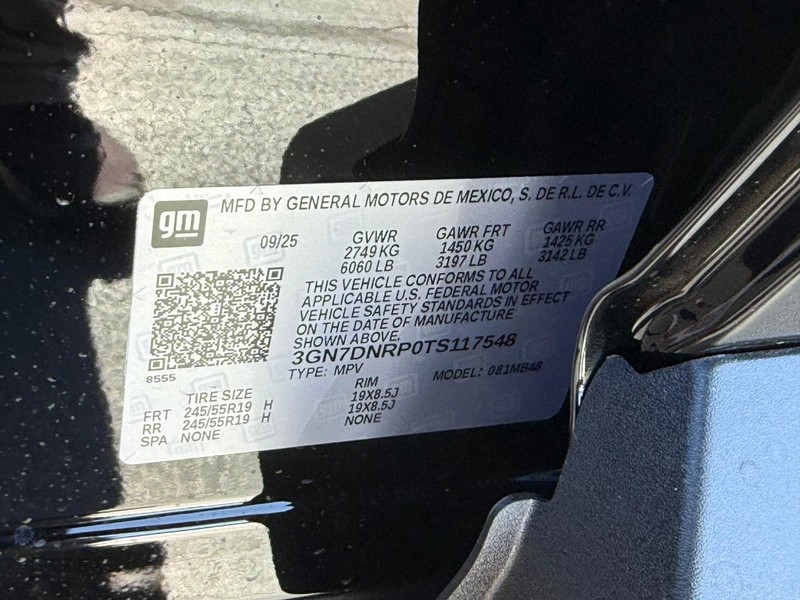 gm MFD BY GENERAL MOTORS DE MEXICO, S. DE R.L. DE C.V.
09/25 GVWR GAWR FRT GAWR RR
2749 KG 1450 KG 1425 KG
6060 LB 3197 LB 3142 LB
THIS VEHICLE CONFORMS TO ALL
APPLICABLE U.S. FEDERAL MOTOR
VEHICLE SAFETY STANDARDS IN EFFECT
ON THE DATE OF MANUFACTURE
SHOWN ABOVE.
3GN7DNRP0TS117548
8555 TYPE: MPV MODEL: 081MB48
TIRE SIZE RIM
FRT 245/55R19 H 19X8.5J
RR 245/55R19 H 19X8.5J
SPA NONE NONE